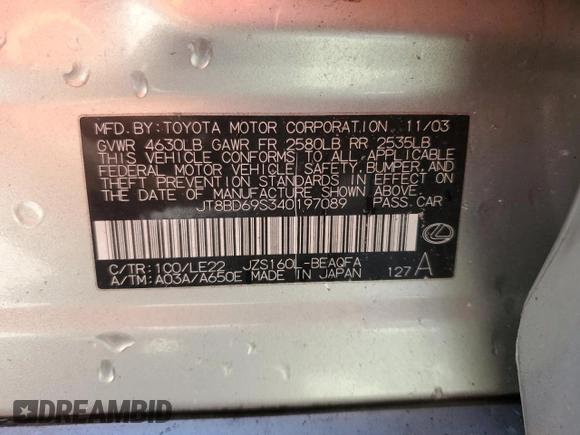 MFD. BY: TOYOTA MOTOR CORPORATION 11/03
GVWR 4630LB GAWR FR 2580LB RR 2535LB
THIS VEHICLE CONFORMS TO ALL APPLICABLE
FEDERAL MOTOR VEHICLE SAFETY, BUMPER, AND
THEFT PREVENTION STANDARDS IN EFFECT ON
THE DATE OF MANUFACTURE SHOWN ABOVE.
JT8BD69S340197089 PASS. CAR
C/TR: 1C0/LE22 JZS160L-BEAQFA
A/TM: A03A/A650E MADE IN JAPAN 127 A
DREAMBID